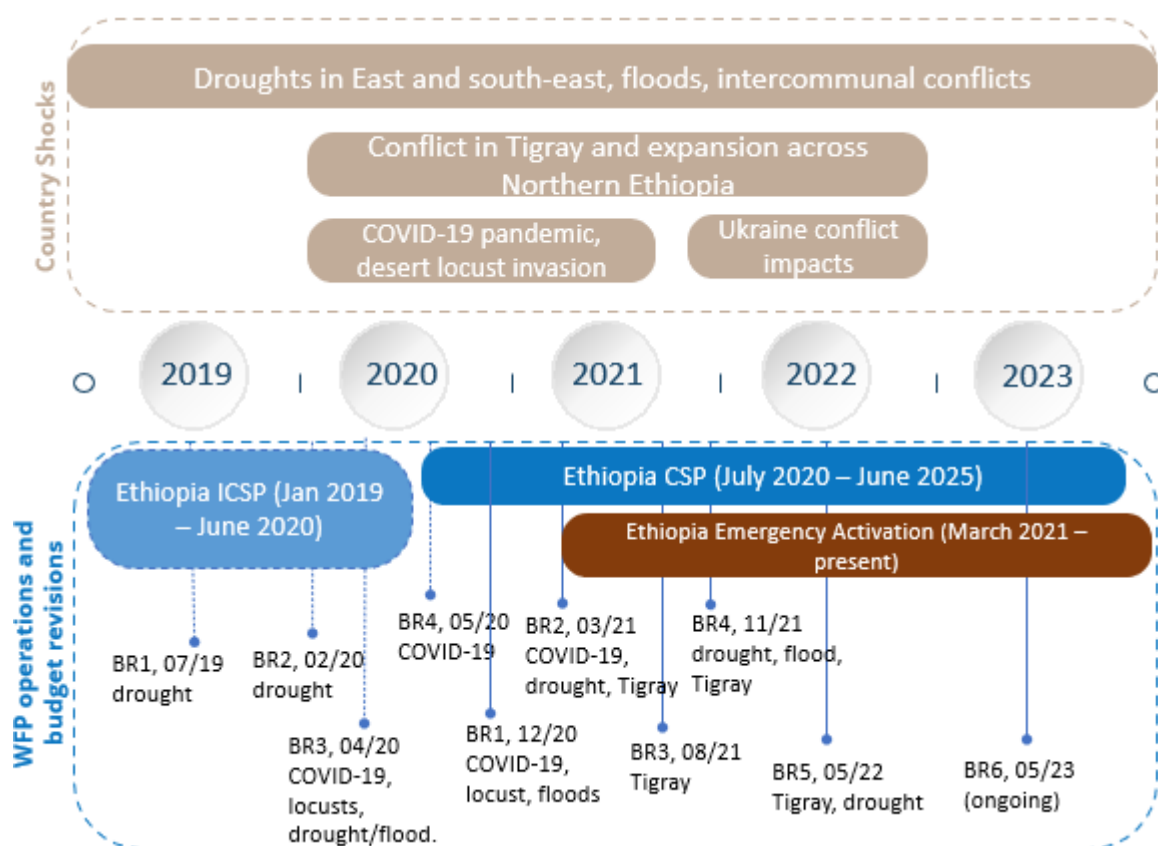 Country Shocks
Droughts in East and south-east, floods, intercommunal conflicts
Conflict in Tigray and expansion across
Northern Ethiopia
COVID-19 pandemic,
desert locust invasion
Ukraine conflict
impacts
2019
2020
2021
2022
2023
WFP operations and
budget revisions
Ethiopia ICSP (Jan 2019
– June 2020)
Ethiopia CSP (July 2020 – June 2025)
Ethiopia Emergency Activation (March 2021 –
present)
BR1, 07/19
drought
BR2, 02/20
drought
BR3, 04/20
COVID-19,
locusts,
drought/flood.
BR4, 05/20
COVID-19
BR1, 12/20
COVID-19,
locust, floods
BR2, 03/21
COVID-19,
drought, Tigray
BR3, 08/21
Tigray
BR4, 11/21
drought, flood,
Tigray
BR5, 05/22
Tigray, drought
BR6, 05/23
(ongoing)